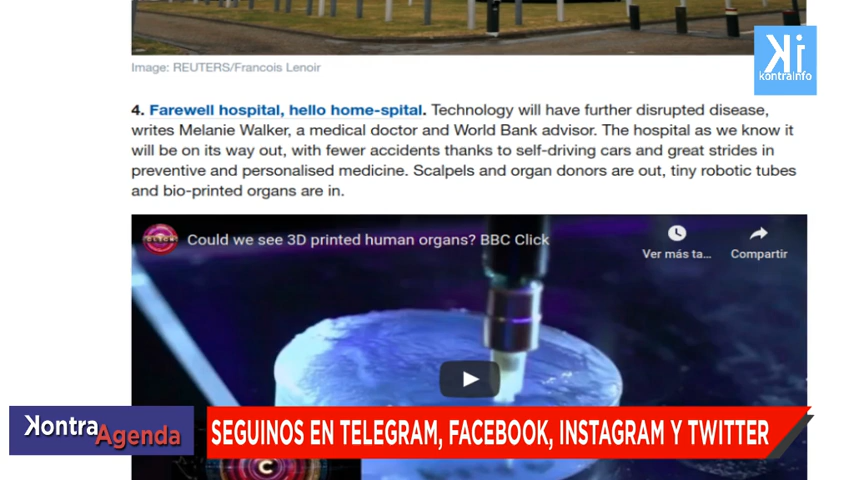 Ki
kontrainfo
Image: REUTERS/Francois Lenoir
4. Farewell hospital, hello home-spital. Technology will have further disrupted disease,
writes Melanie Walker, a medical doctor and World Bank advisor. The hospital as we know it
will be on its way out, with fewer accidents thanks to self-driving cars and great strides in
preventive and personalised medicine. Scalpels and organ donors are out, tiny robotic tubes
and bio-printed organs are in.
Could we see 3D printed human organs? BBC Click
Ver más ta...
Compartir
Kontra
Agenda
SEGUINOS EN TELEGRAM, FACEBOOK, INSTAGRAM Y TWITTER